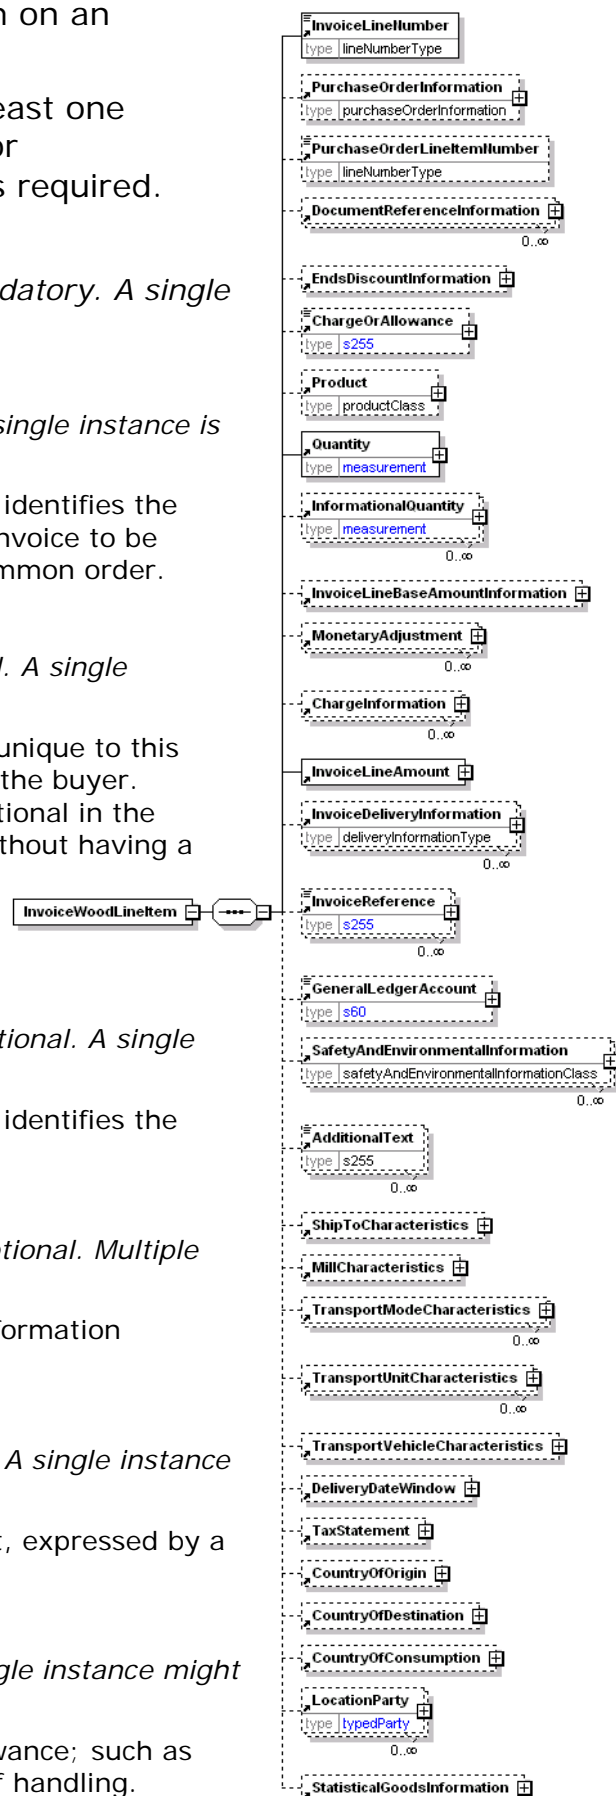 n on an
east one
or
s required.
datory. A single
single instance is
identifies the
nvoice to be
mmon order.
l. A single
unique to this
the buyer.
tional in the
ithout having a
tional. A single
identifies the
ptional. Multiple
formation
A single instance
t, expressed by a
gle instance might
wance; such as
f handling.
InvoiceWoodLineItem
InvoiceLineNumber
type lineNumberType
PurchaseOrderInformation
type purchaseOrderInformation
PurchaseOrderLineItemNumber
type lineNumberType
DocumentReferenceInformation
0..∞
EndsDiscountInformation
ChargeOrAllowance
type s255
Product
type productClass
Quantity
type measurement
InformationalQuantity
type measurement
0..∞
InvoiceLineBaseAmountInformation
MonetaryAdjustment
0..∞
ChargeInformation
0..∞
InvoiceLineAmount
InvoiceDeliveryInformation
type deliveryInformationType
0..∞
InvoiceReference
type s255
0..∞
GeneralLedgerAccount
type s60
SafetyAndEnvironmentalInformation
type safetyAndEnvironmentalInformationClass
0..∞
AdditionalText
type s255
0..∞
ShipToCharacteristics
MillCharacteristics
TransportModeCharacteristics
0..∞
TransportUnitCharacteristics
0..∞
TransportVehicleCharacteristics
DeliveryDateWindow
TaxStatement
CountryOfOrigin
CountryOfDestination
CountryOfConsumption
LocationParty
type typedParty
0..∞
StatisticalGoodsInformation